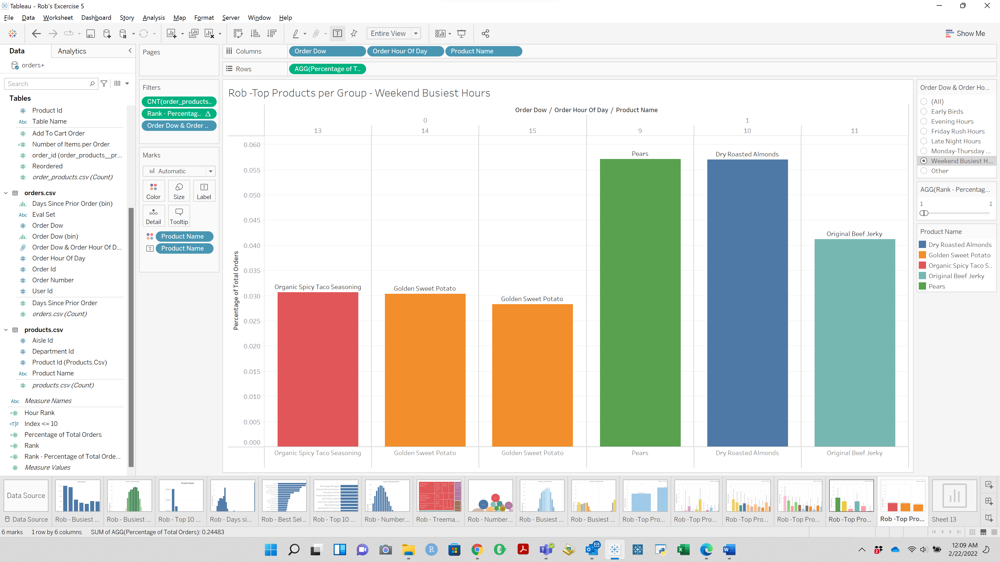 Tableau - Rob's Excercise 5
File Data Worksheet Dashboard Story Analysis Map Format Server Window Help
Entire View
Show Me
Data Analytics
orders+
Search
Tables
Product Id
Abc Table Name
Add To Cart Order
Number of Items per Order
order_id (order_products__pr...
Reordered
order_products.csv (Count)
orders.csv
Days Since Prior Order (bin)
Abc Eval Set
Order Dow
Order Dow (bin)
Order Dow & Order Hour Of D...
Order Hour Of Day
Order Id
Order Number
User Id
Days Since Prior Order
orders.csv (Count)
products.csv
Aisle Id
Department Id
Product Id (Products.Csv)
Abc Product Name
products.csv (Count)
Abc Measure Names
Hour Rank
=T|F Index <= 10
Percentage of Total Orders
Rank
Rank - Percentage of Total Orde...
Measure Values
Pages
Filters
CNT(order_products..
Rank - Percentag.. Δ
Order Dow & Order ..
Marks
Automatic
Color Size Label
Detail Tooltip
Product Name
Product Name
Columns Order Dow Order Hour Of Day Product Name
Rows AGG(Percentage of T..
Rob -Top Products per Group - Weekend Busiest Hours
Order Dow / Order Hour Of Day / Product Name
0 1
13 14 15 9 10 11
Percentage of Total Orders
0.060
0.055
0.050
0.045
0.040
0.035
0.030
0.025
0.020
0.015
0.010
0.005
0.000
Organic Spicy Taco Seasoning
Golden Sweet Potato
Golden Sweet Potato
Pears
Dry Roasted Almonds
Original Beef Jerky
Organic Spicy Taco Seasoning Golden Sweet Potato Golden Sweet Potato Pears Dry Roasted Almonds Original Beef Jerky
Order Dow & Order Ho...
(All)
Early Birds
Evening Hours
Friday Rush Hours
Late Night Hours
Monday-Thursday ...
Weekend Busiest H...
Other
AGG(Rank - Percentag...
1 1
Product Name
Dry Roasted Almonds
Golden Sweet Potato
Organic Spicy Taco S..
Original Beef Jerky
Pears
Data Source
Product Name
Data Source Rob - Busiest ... Rob - Busiest ... Rob - Top 10 ... Rob - Days si... Rob - Best Sel... Rob - Top 10 ... Rob - Number... Rob - Treema... Rob - Number... Rob - Busiest ... Rob - Busiest ... Rob -Top Pro... Rob -Top Pro... Rob -Top Pro... Rob -Top Pro... Rob -Top Pro... Rob -Top Pro... Sheet 13
6 marks 1 row by 6 columns SUM of AGG(Percentage of Total Orders): 0.24483
12:09 AM
2/22/2022